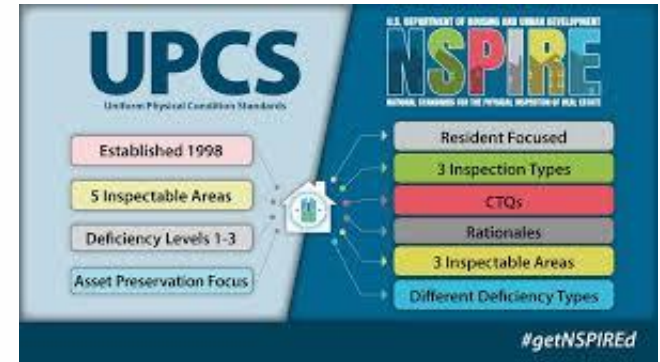 UPCS
Uniform Physical Condition Standards
Established 1998
5 Inspectable Areas
Deficiency Levels 1-3
Asset Preservation Focus
U.S. DEPARTMENT OF HOUSING AND URBAN DEVELOPMENT
NSPIRE
NATIONAL STANDARDS FOR THE PHYSICAL INSPECTION OF REAL ESTATE
Resident Focused
3 Inspection Types
CTQs
Rationales
3 Inspectable Areas
Different Deficiency Types
#getNSPIREd